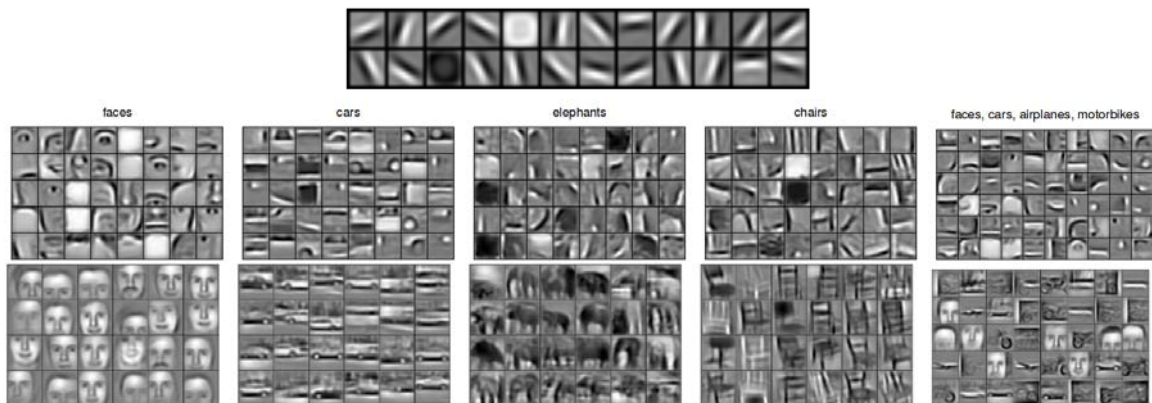 faces
cars
elephants
chairs
faces, cars, airplanes, motorbikes